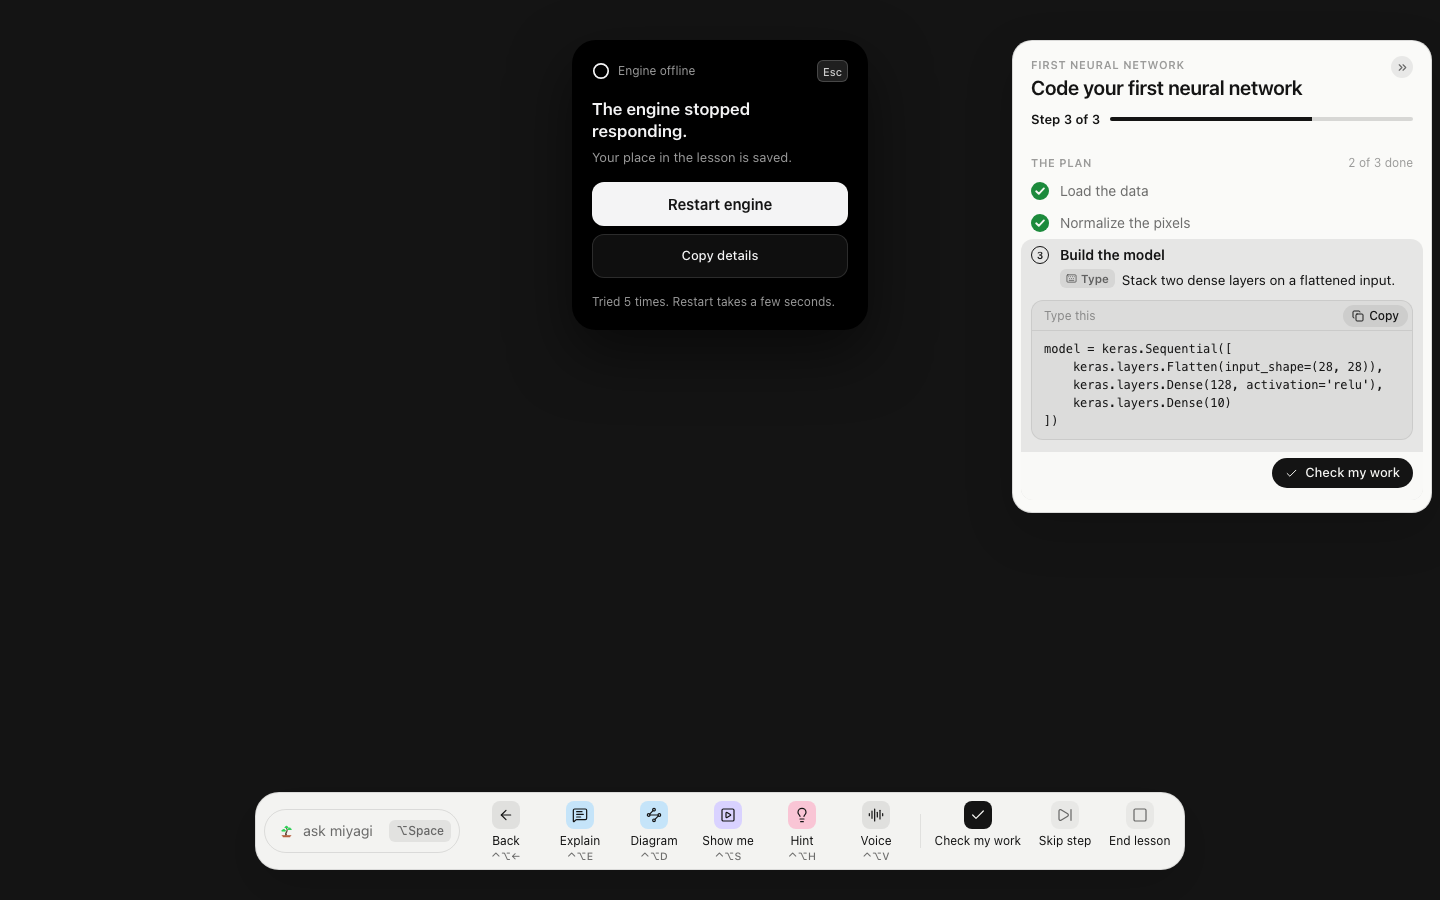 Engine offline
Esc
The engine stopped
responding.
Your place in the lesson is saved.
Restart engine
Copy details
Tried 5 times. Restart takes a few seconds.
FIRST NEURAL NETWORK
Code your first neural network
Step 3 of 3
THE PLAN
2 of 3 done
Load the data
Normalize the pixels
3 Build the model
Type Stack two dense layers on a flattened input.
Type this
Copy
model = keras.Sequential([
    keras.layers.Flatten(input_shape=(28, 28)),
    keras.layers.Dense(128, activation='relu'),
    keras.layers.Dense(10)
])
Check my work
ask miyagi ⌥Space
Back
^⌥←
Explain
^⌥E
Diagram
^⌥D
Show me
^⌥S
Hint
^⌥H
Voice
^⌥V
Check my work
Skip step
End lesson